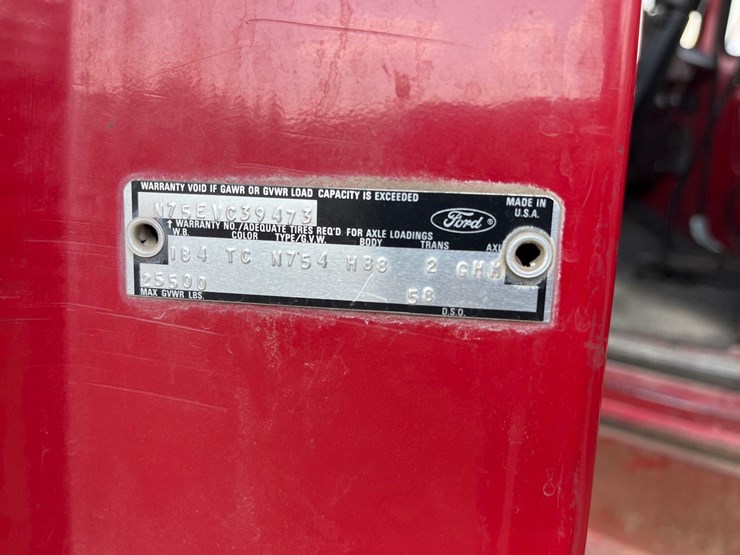 WARRANTY VOID IF GAWR OR GVWR LOAD CAPACITY IS EXCEEDED
MADE IN
U.S.A.
N75EVC39473
Ford ®
↑ WARRANTY NO./ADEQUATE TIRES REQ'D FOR AXLE LOADINGS
W.B. COLOR TYPE/G.V.W. BODY TRANS
184 TC N754 H38 2
25500 58
MAX GVWR LBS. D.S.O.